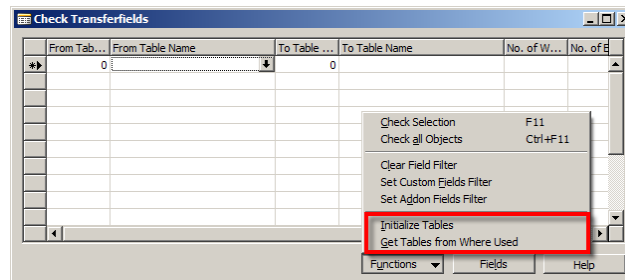 Check Transferfields
From Tab... From Table Name To Table ... To Table Name No. of W... No. of E
0 0
Check Selection F11
Check all Objects Ctrl+F11
Clear Field Filter
Set Custom Fields Filter
Set Addon Fields Filter
Initialize Tables
Get Tables from Where Used
Functions Fields Help